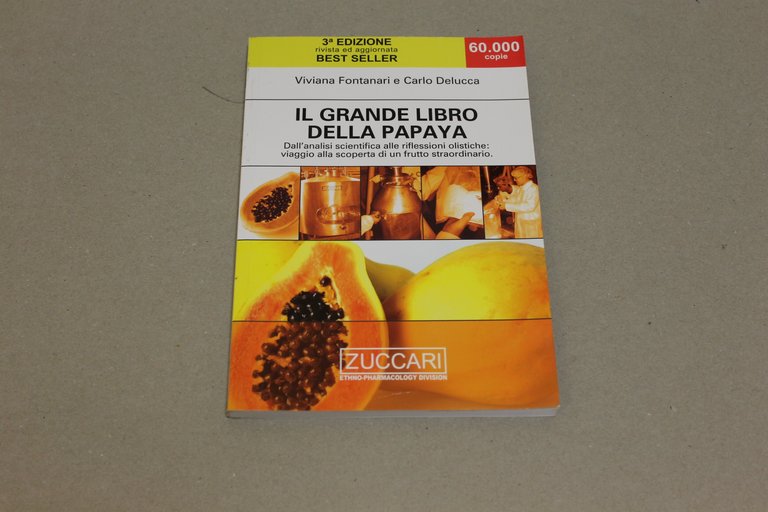 3ª EDIZIONE
rivista ed aggiornata
BEST SELLER
60.000
copie
Viviana Fontanari e Carlo Delucca
IL GRANDE LIBRO
DELLA PAPAYA
Dall'analisi scientifica alle riflessioni olistiche:
viaggio alla scoperta di un frutto straordinario.
ZUCCARI
ETHNO-PHARMACOLOGY DIVISION